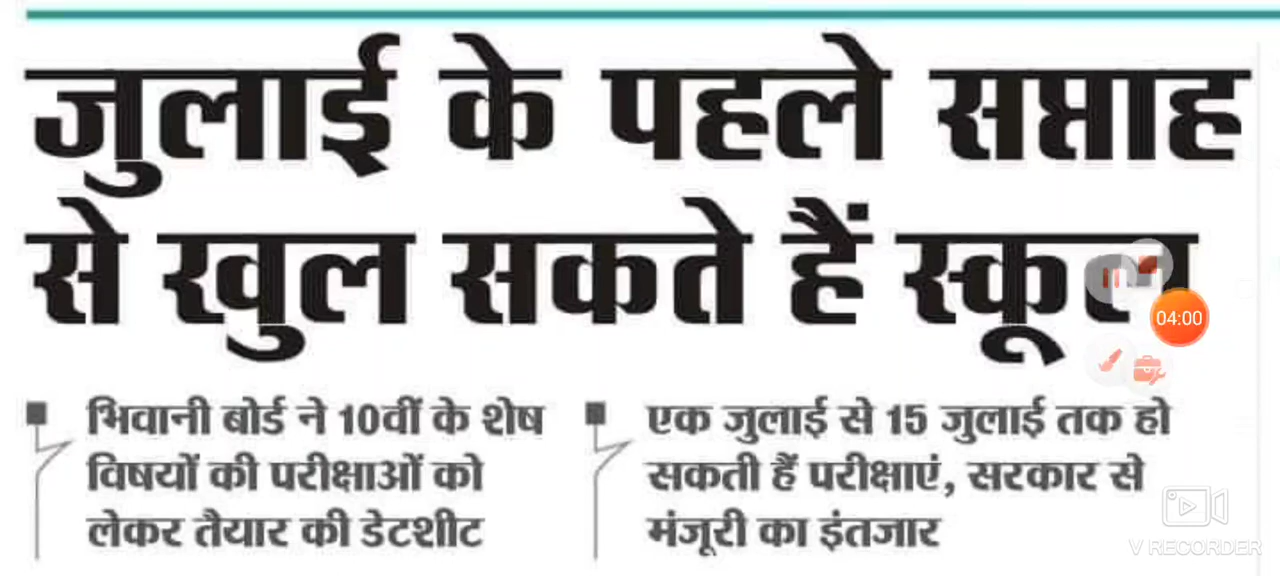 जुलाई के पहले सप्ताह
से खुल सकते हैं स्कूल
04:00
भिवानी बोर्ड ने 10वीं के शेष
विषयों की परीक्षाओं को
लेकर तैयार की डेटशीट
एक जुलाई से 15 जुलाई तक हो
सकती हैं परीक्षाएं, सरकार से
मंजूरी का इंतजार
V RECORDER